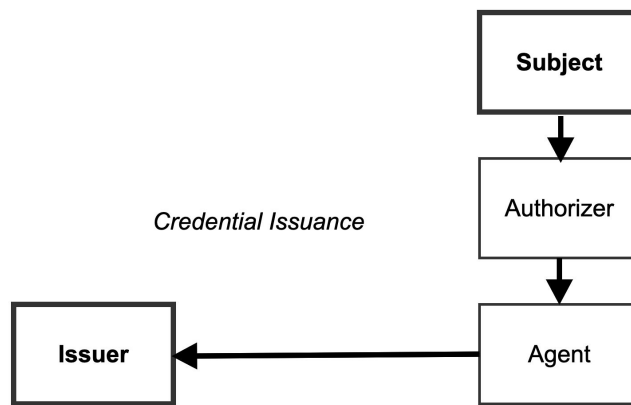 Subject
Authorizer
Credential Issuance
Issuer
Agent